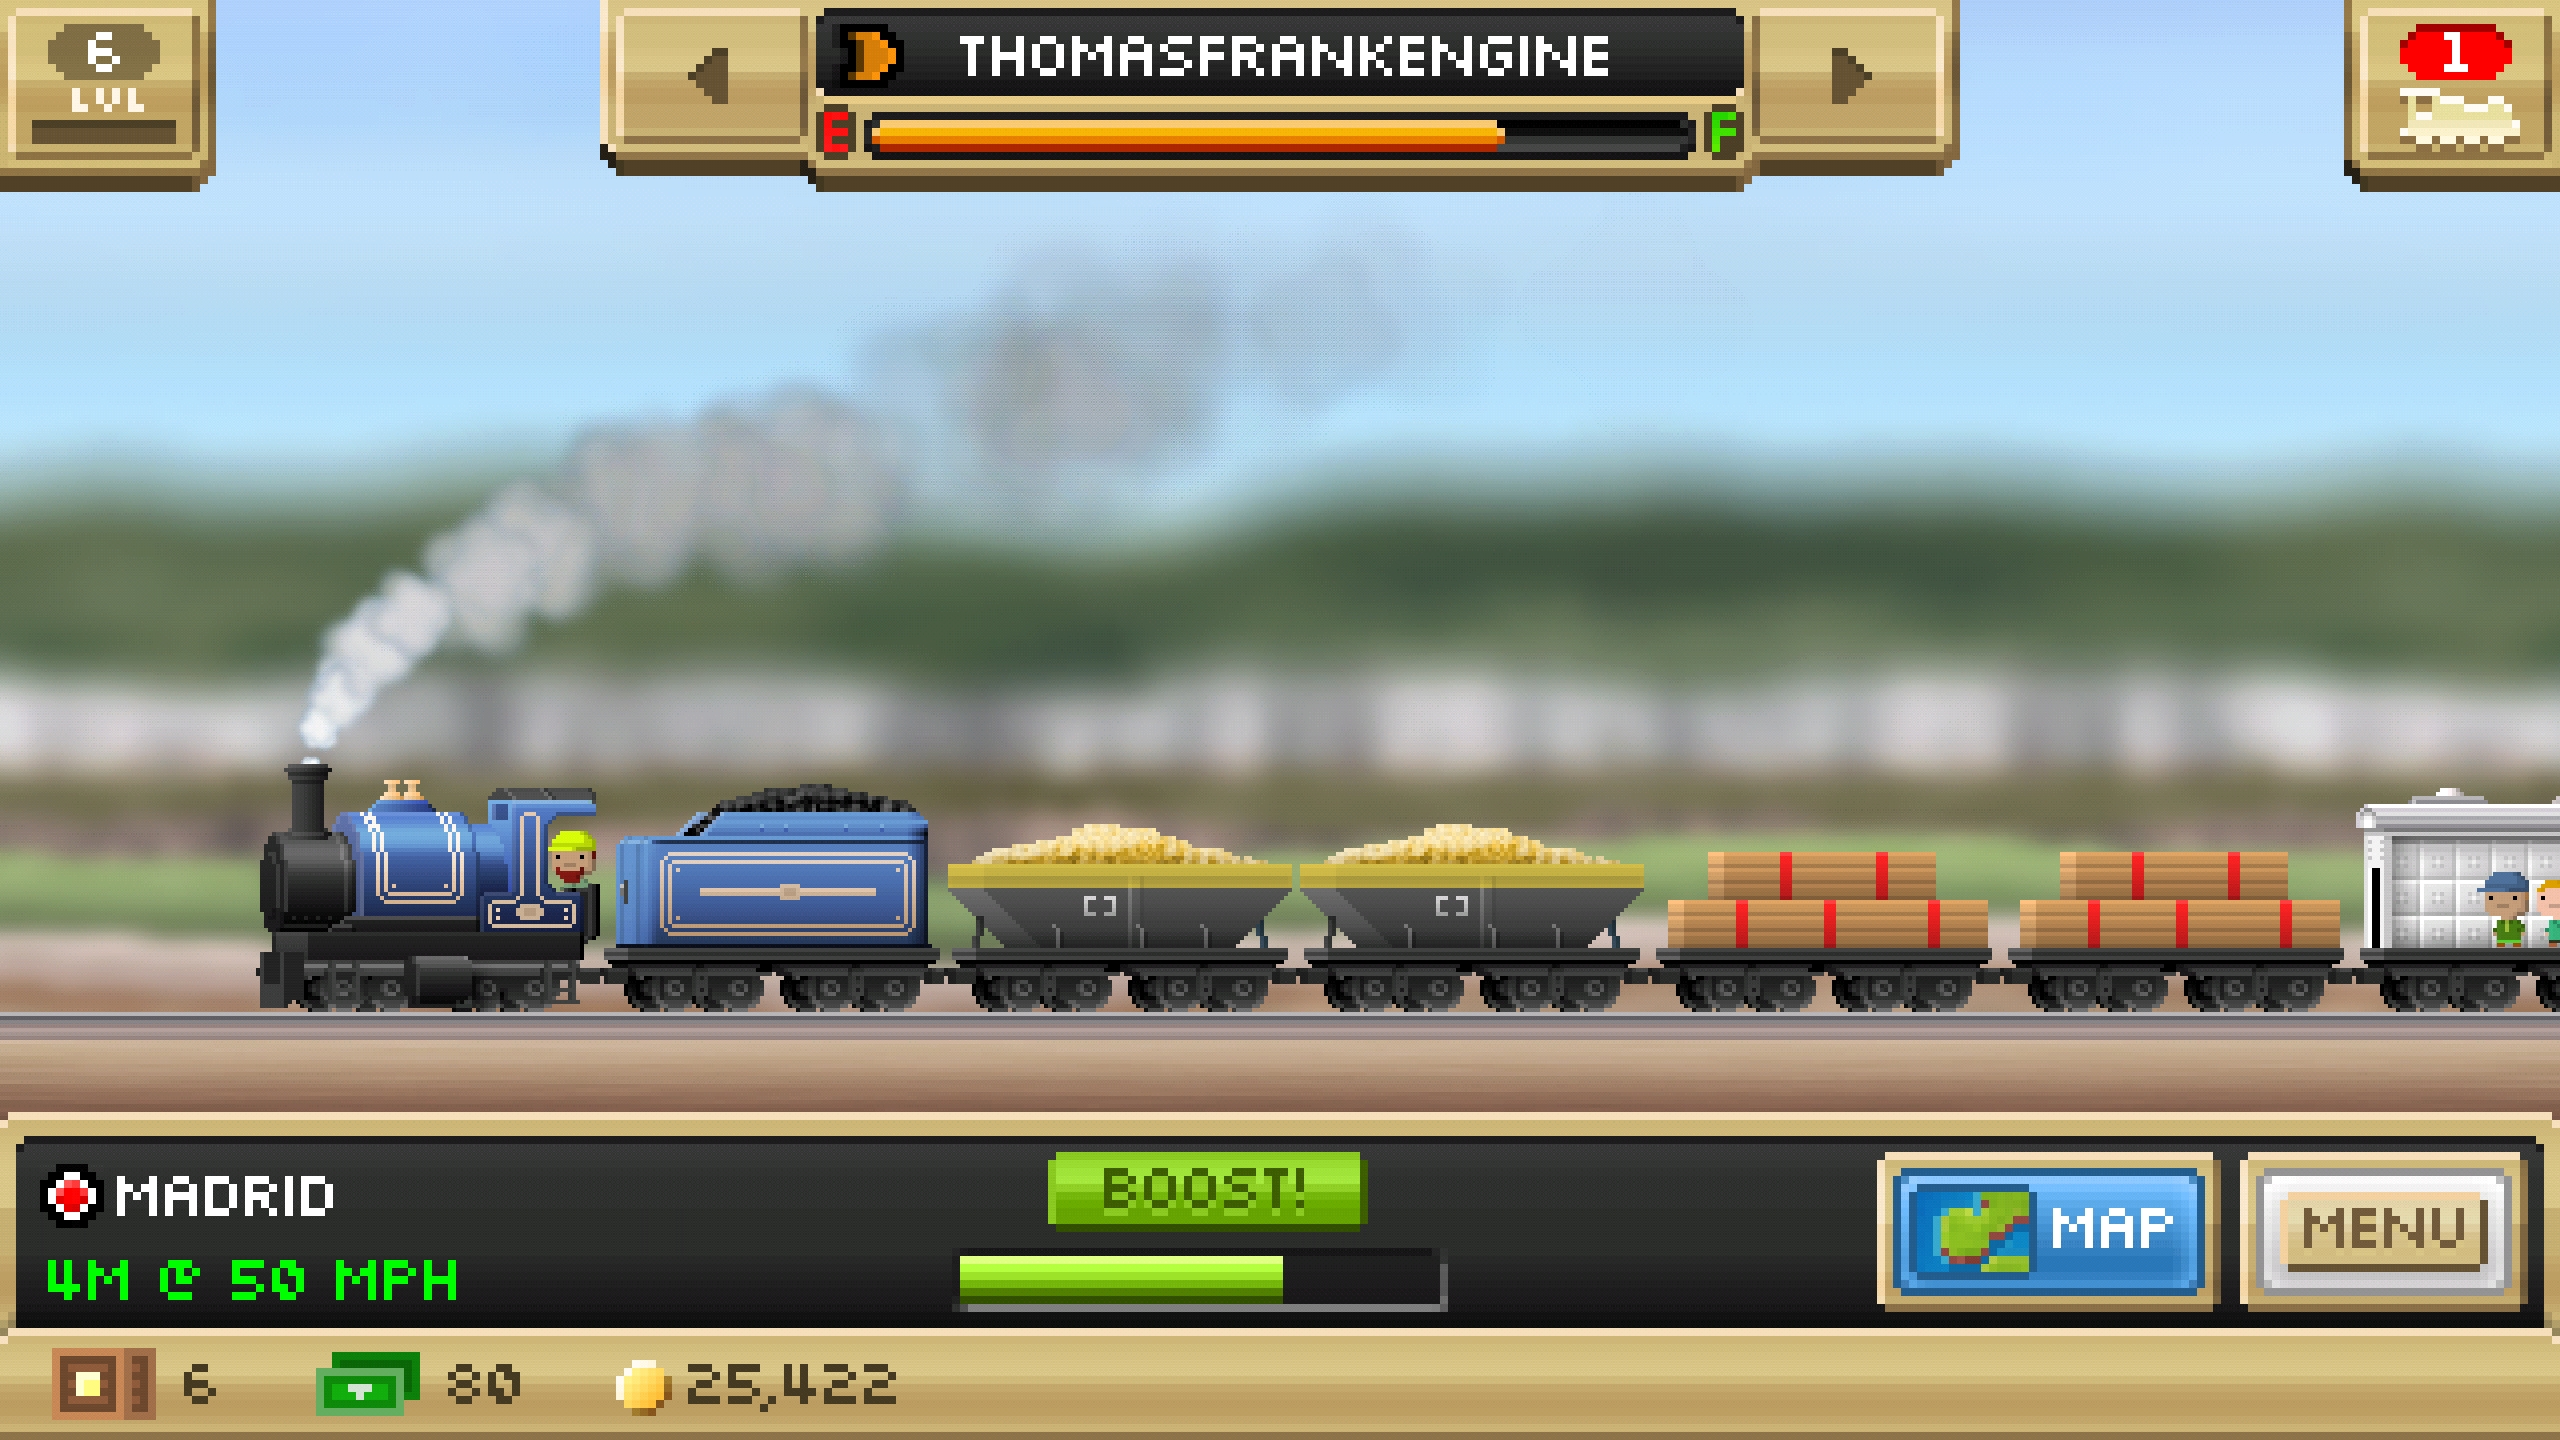 6
LVL
THOMASFRANKENGINE
E
F
1
MADRID
BOOST!
4M @ 50 MPH
MAP
MENU
6
80
25,422